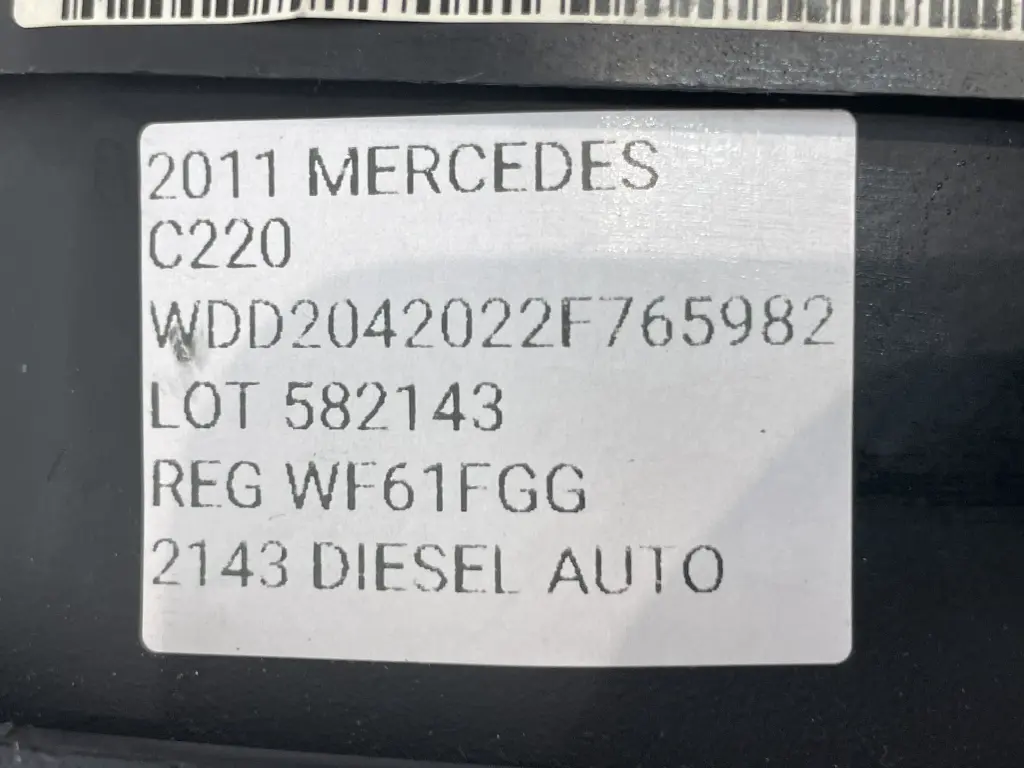 2011 MERCEDES
C220
WDD2042022F765982
LOT 582143
REG WF61FGG
2143 DIESEL AUTO